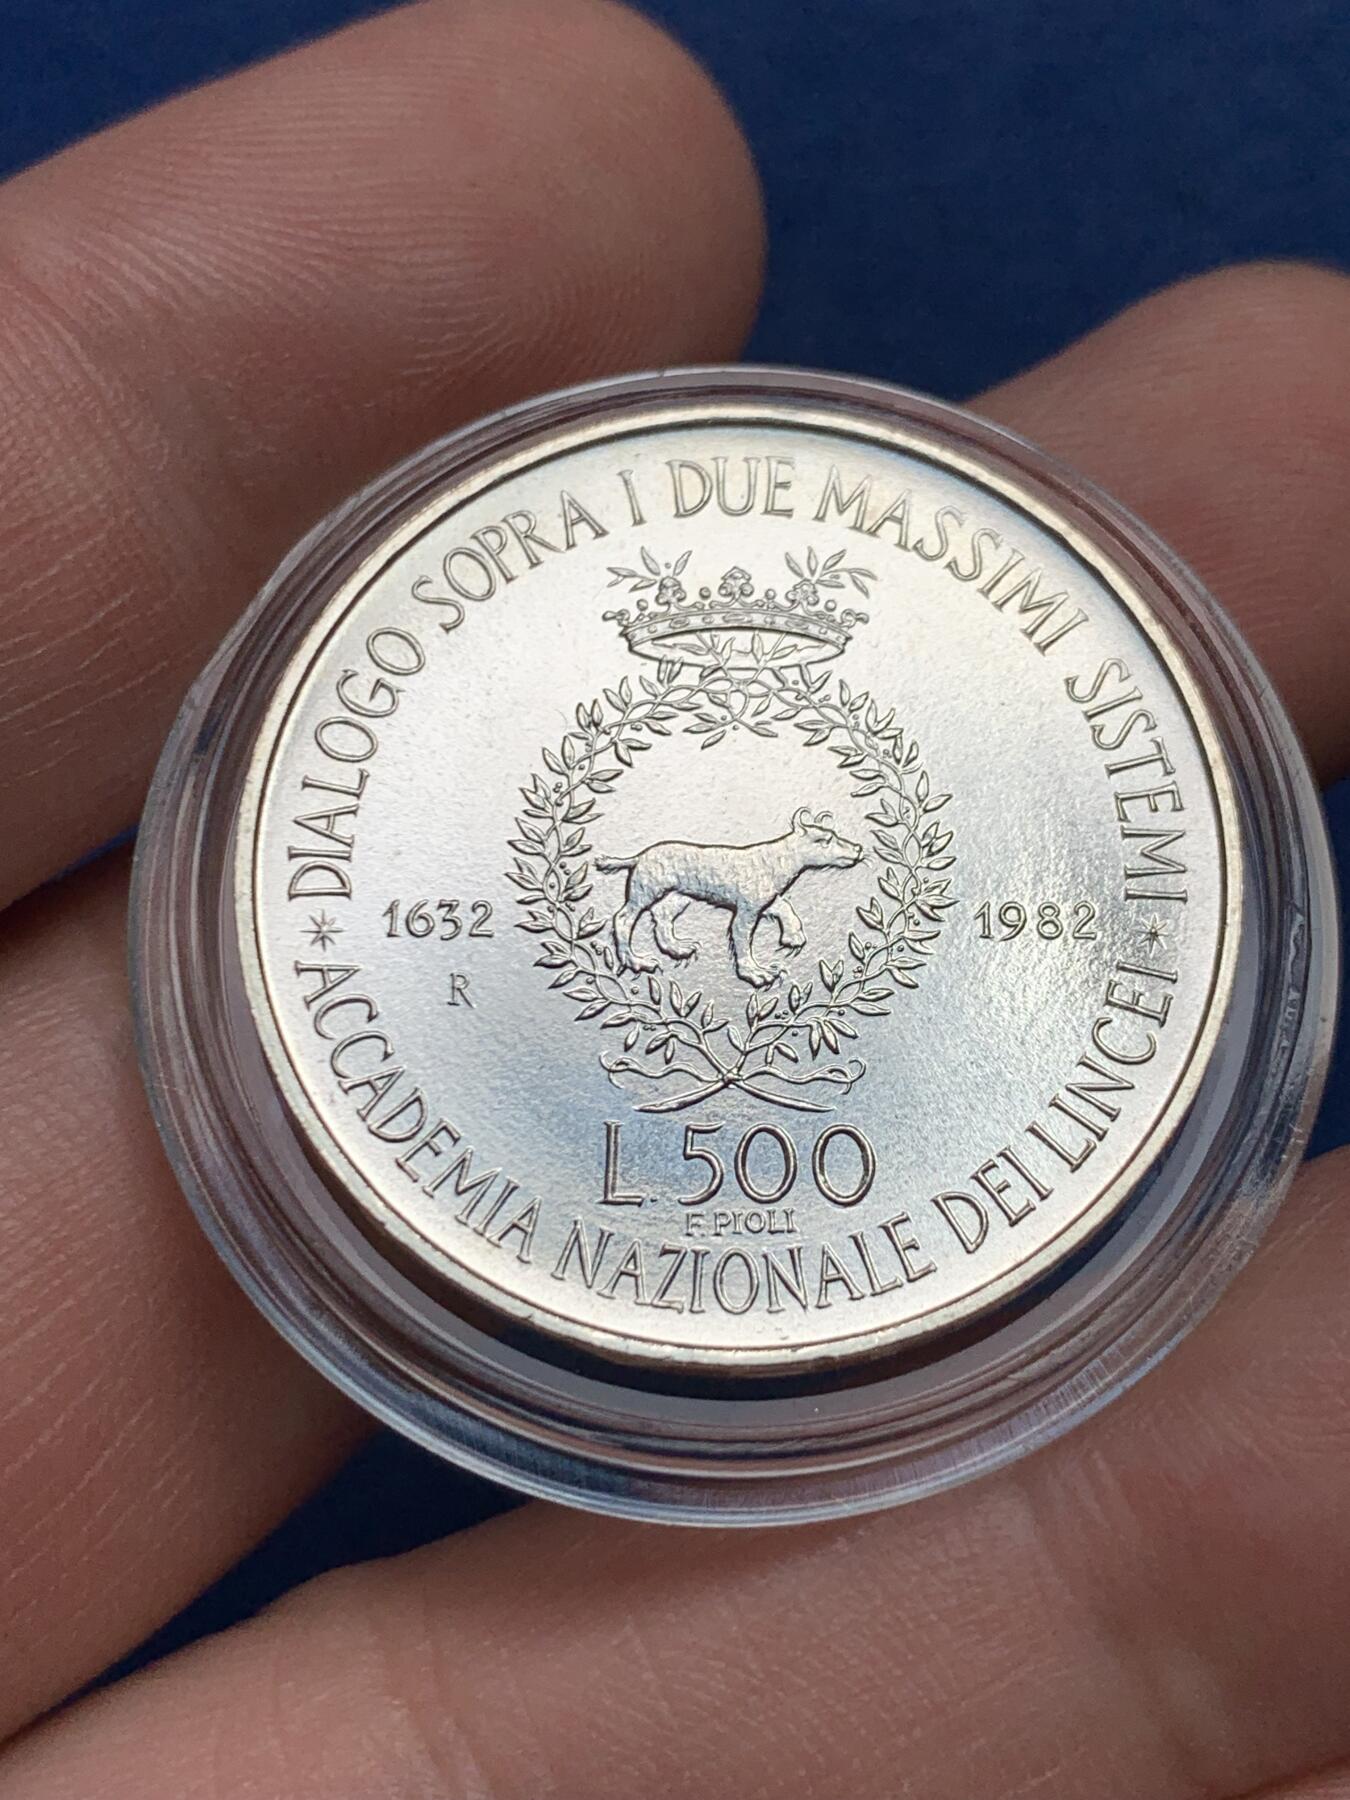 DIALOGO SOPRA I DUE MASSIMI SISTEMI
1632
1982
R
L.500
F. PIOLI
ACCADEMIA NAZIONALE DEI LINCEI